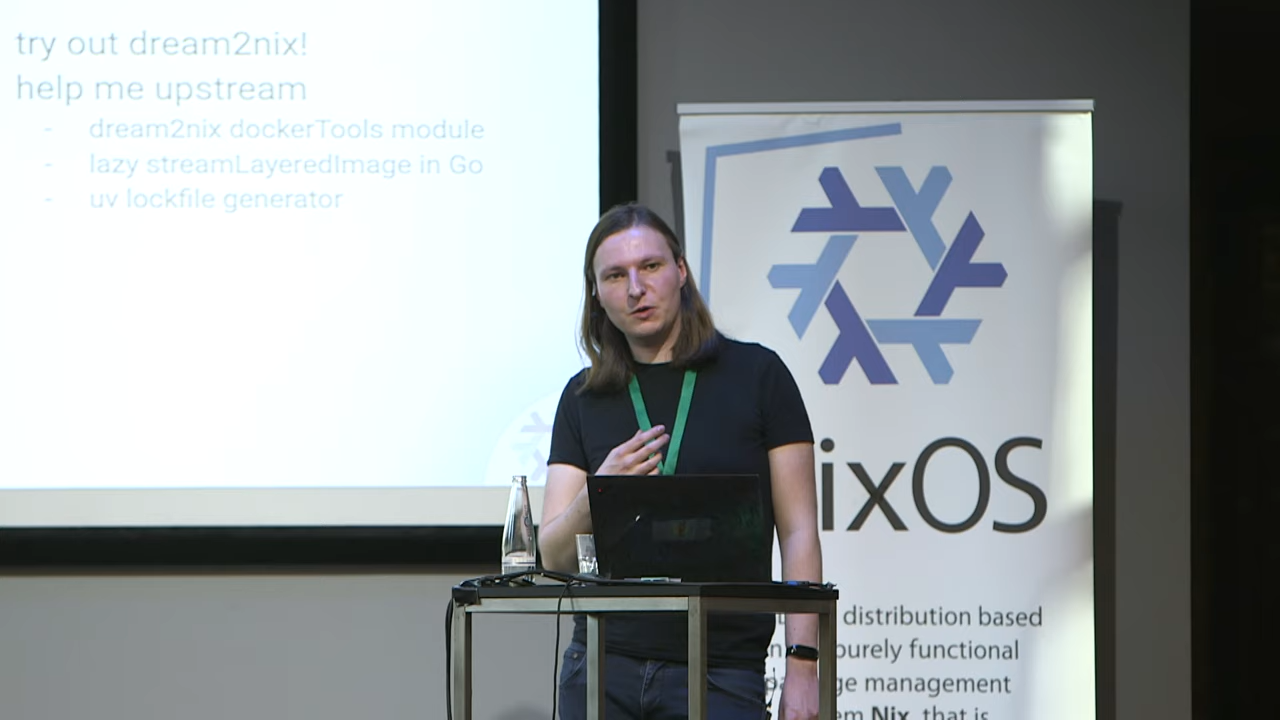 try out dream2nix!
help me upstream
- dream2nix dockerTools module
- lazy streamLayeredImage in Go
- uv lockfile generator
ixOS
distribution based
purely functional
ge management
em Nix, that is